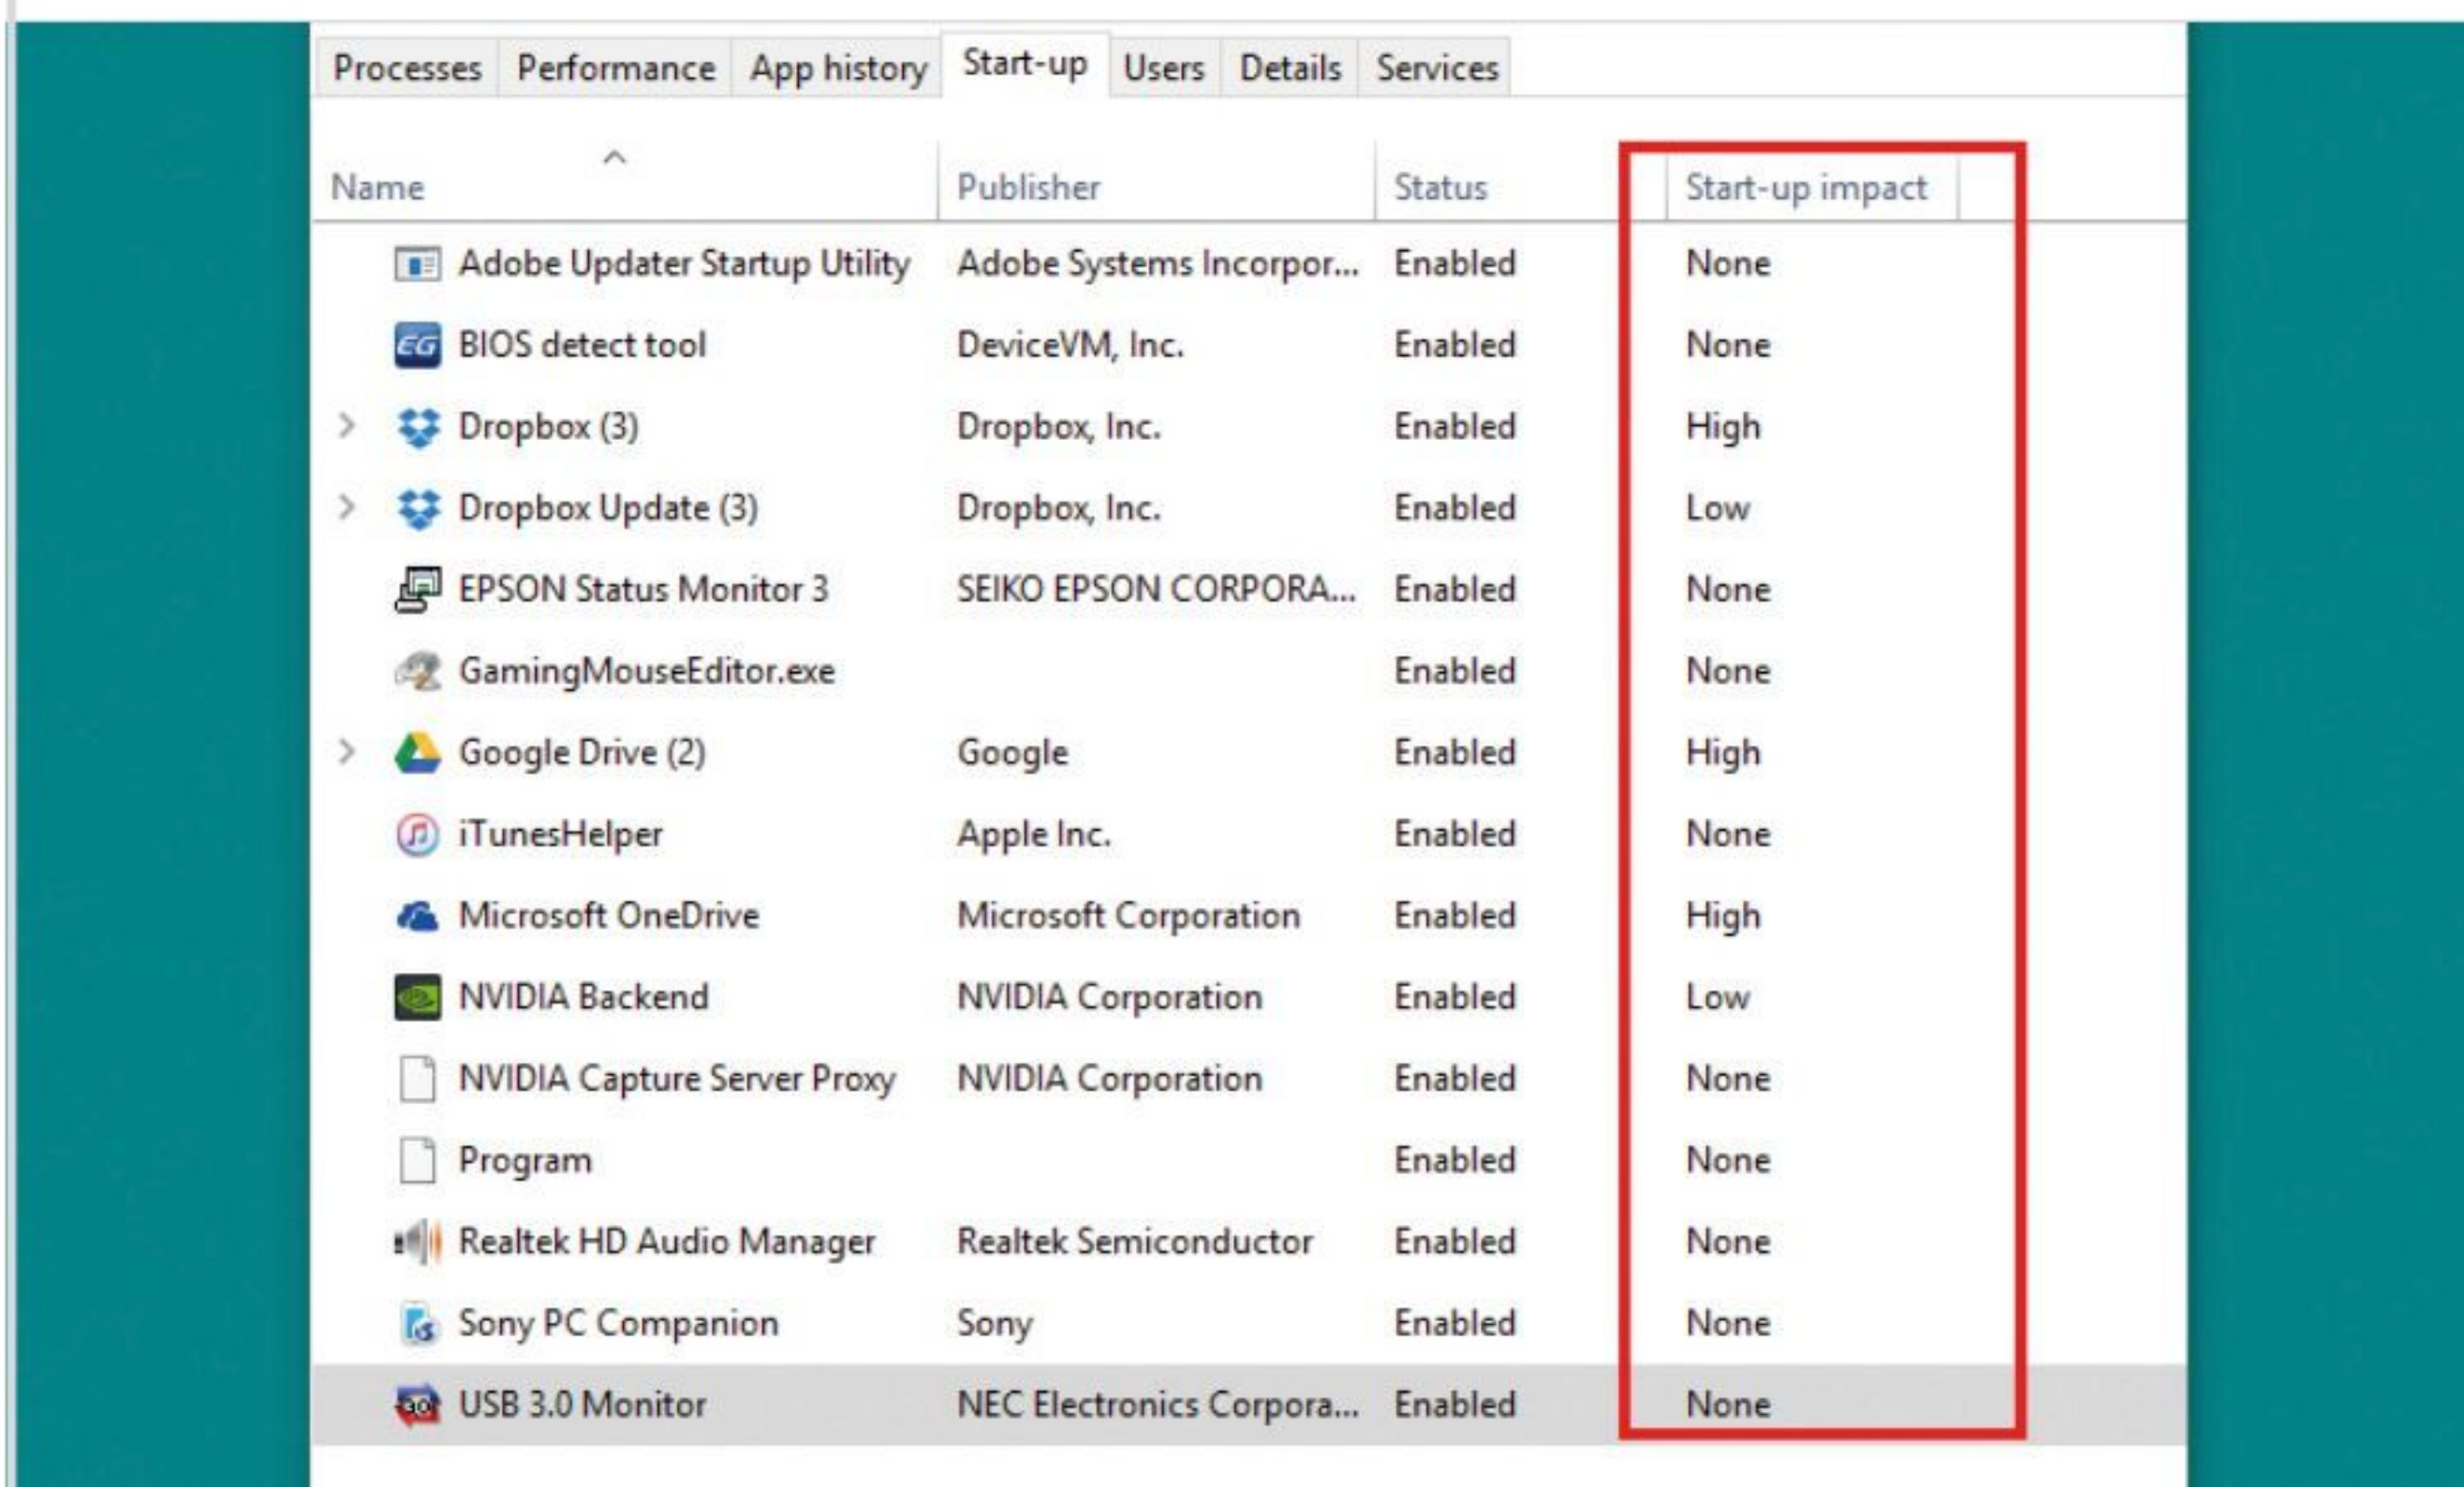 Processes Performance App history Start-up Users Details Services
Name Publisher Status Start-up impact
Adobe Updater Startup Utility Adobe Systems Incorpor... Enabled None
EG BIOS detect tool DeviceVM, Inc. Enabled None
Dropbox (3) Dropbox, Inc. Enabled High
Dropbox Update (3) Dropbox, Inc. Enabled Low
EPSON Status Monitor 3 SEIKO EPSON CORPORA... Enabled None
GamingMouseEditor.exe Enabled None
Google Drive (2) Google Enabled High
iTunesHelper Apple Inc. Enabled None
Microsoft OneDrive Microsoft Corporation Enabled High
NVIDIA Backend NVIDIA Corporation Enabled Low
NVIDIA Capture Server Proxy NVIDIA Corporation Enabled None
Program Enabled None
Realtek HD Audio Manager Realtek Semiconductor Enabled None
Sony PC Companion Sony Enabled None
USB 3.0 Monitor NEC Electronics Corpora... Enabled None